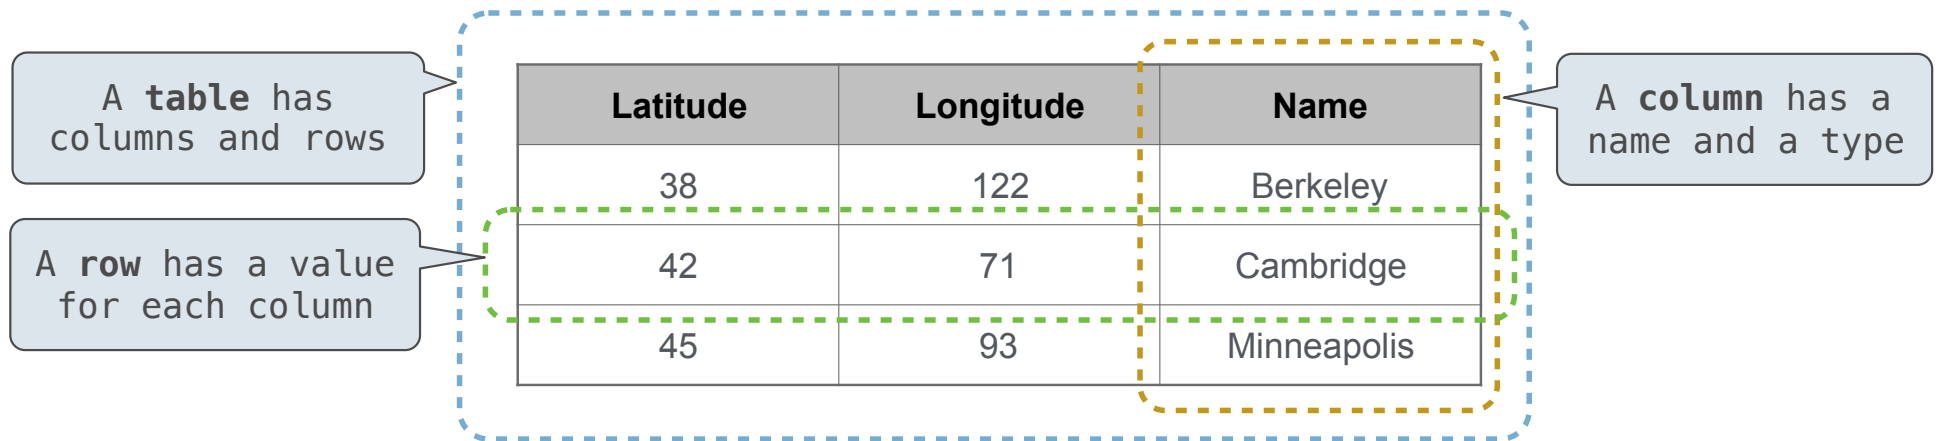 A table has
columns and rows
A row has a value
for each column
Latitude Longitude Name
38 122 Berkeley
42 71 Cambridge
45 93 Minneapolis
A column has a
name and a type